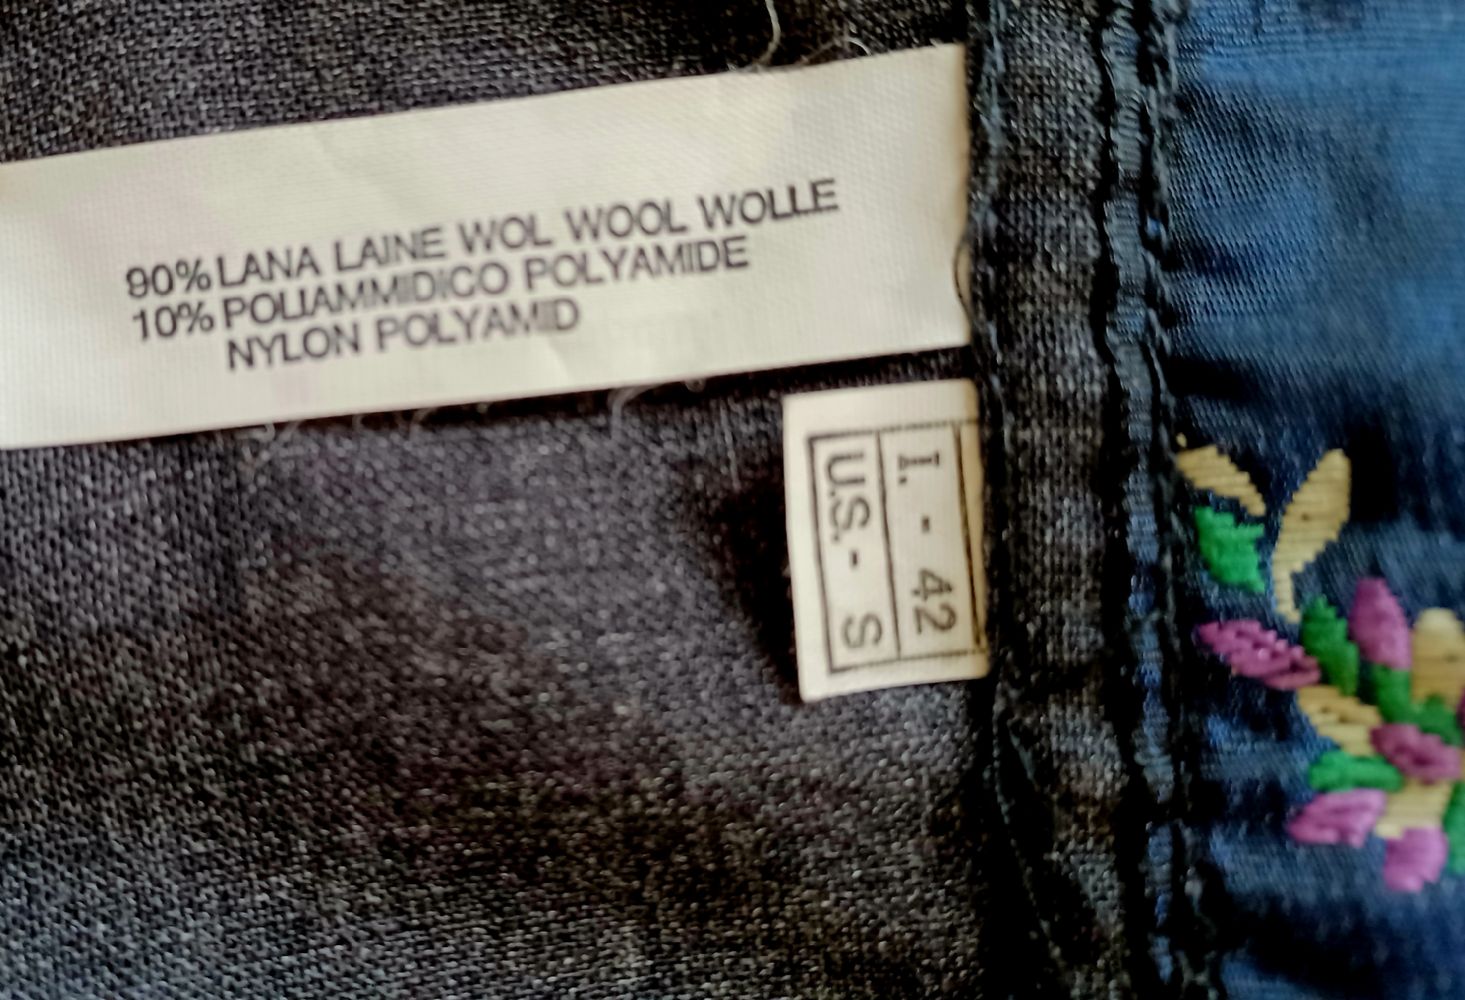 90% LANA LAINE WOL WOOL WOLLE
10% POLIAMMIDICO POLYAMIDE
NYLON POLYAMID
I. - 42
U.S. - S